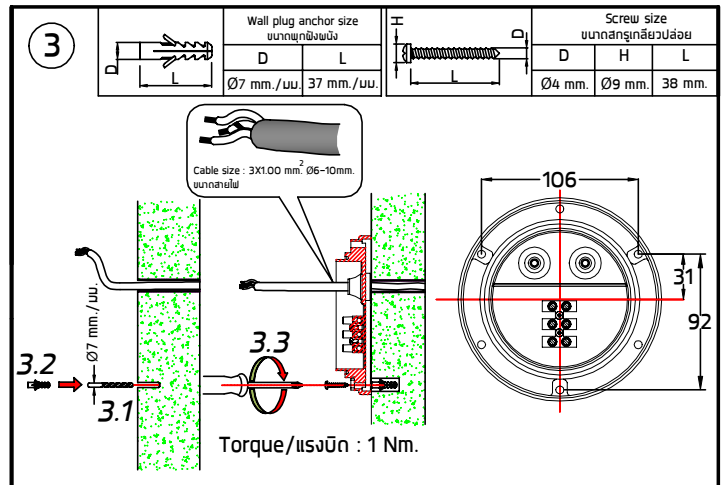 3
D
L
Wall plug anchor size
ขนาดพุกฝังผนัง
D L
Ø7 mm./มม. 37 mm./มม.
H
D
L
Screw size
ขนาดสกรูเกลียวปล่อย
D H L
Ø4 mm. Ø9 mm. 38 mm.
Cable size : 3X1.00 mm.² Ø6-10mm.
ขนาดสายไฟ
106
31
92
Ø7 mm./มม.
3.2
3.1
3.3
Torque/แรงบิด : 1 Nm.